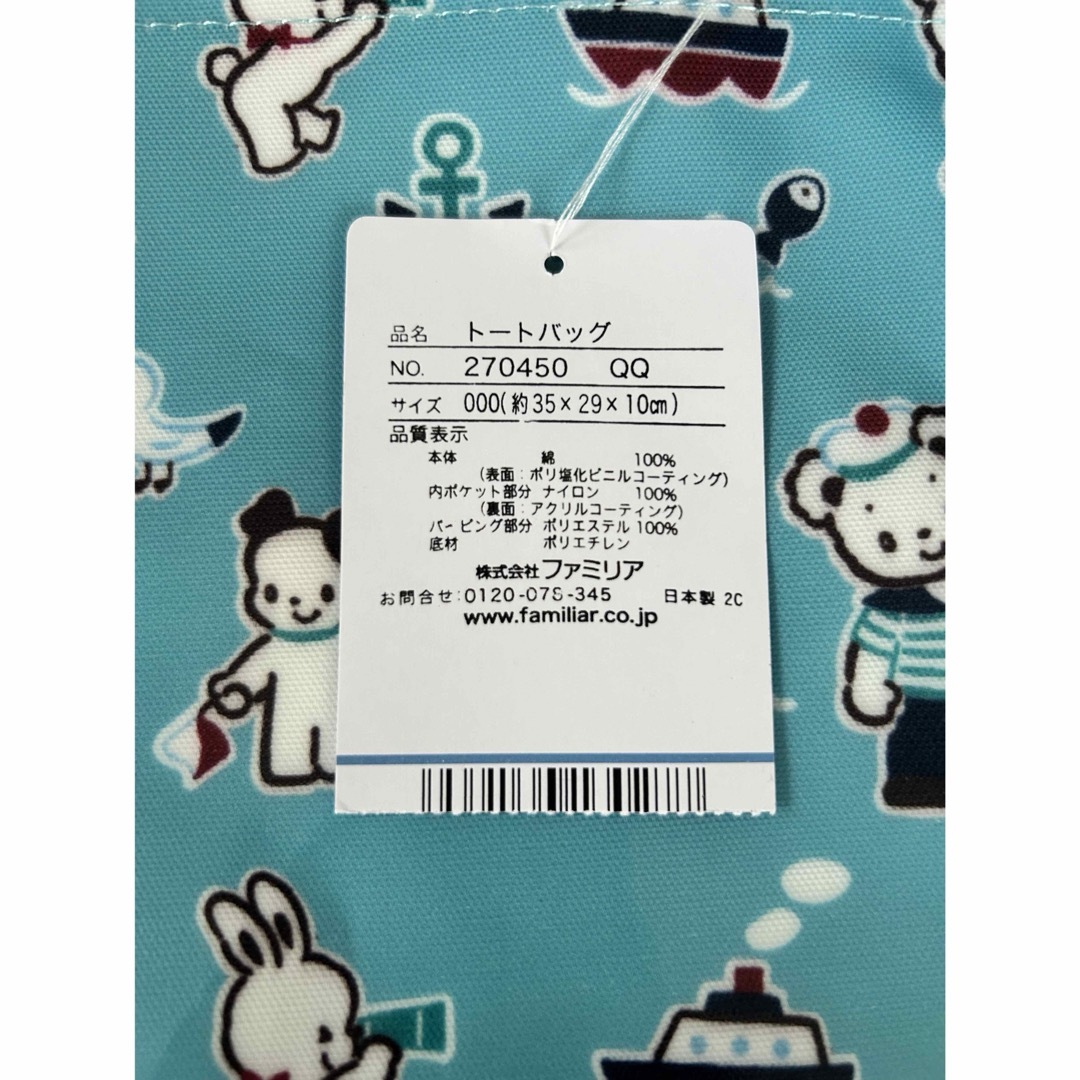 品名 トートバッグ
NO. 270450 QQ
サイズ 000(約35×29×10㎝)
品質表示
本体 綿 100%
(表面：ポリ塩化ビニルコーティング)
内ポケット部分 ナイロン 100%
(裏面：アクリルコーティング)
パイピング部分 ポリエステル 100%
底材 ポリエチレン
株式会社ファミリア
お問合せ：0120-078-345 日本製 2C
www.familiar.co.jp